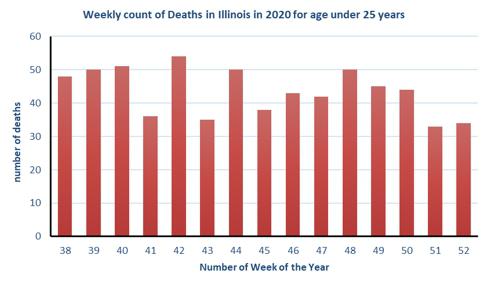 Weekly count of Deaths in Illinois in 2020 for age under 25 years
number of deaths
60
50
40
30
20
10
0
38 39 40 41 42 43 44 45 46 47 48 49 50 51 52
Number of Week of the Year